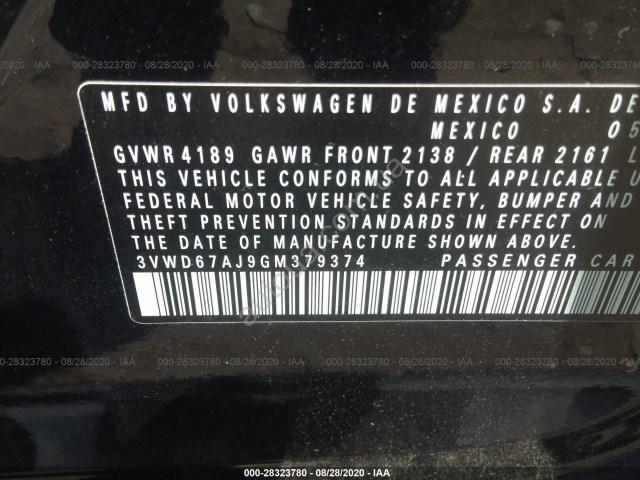 000-28323780 - 08/28/2020 - IAA
MFD BY VOLKSWAGEN DE MEXICO S.A. DE
MEXICO 05
GVWR 4189 GAWR FRONT 2138 / REAR 2161 L
THIS VEHICLE CONFORMS TO ALL APPLICABLE U
FEDERAL MOTOR VEHICLE SAFETY, BUMPER AND
THEFT PREVENTION STANDARDS IN EFFECT ON
THE DATE OF MANUFACTURE SHOWN ABOVE.
3VWD67AJ9GM379374 PASSENGER CAR
000-28323780 - 08/28/2020 - IAA
000-28323780 - 08/28/2020 - IAA